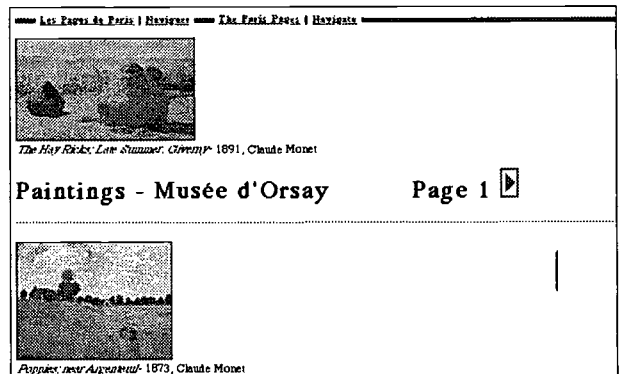 Les Pages de Paris | Naviguer The Paris Pages | Navigate
The Hay Ricks; Late Summer, Giverny- 1891, Claude Monet
Paintings - Musée d'Orsay Page 1
Poppies; near Argenteuil- 1873, Claude Monet